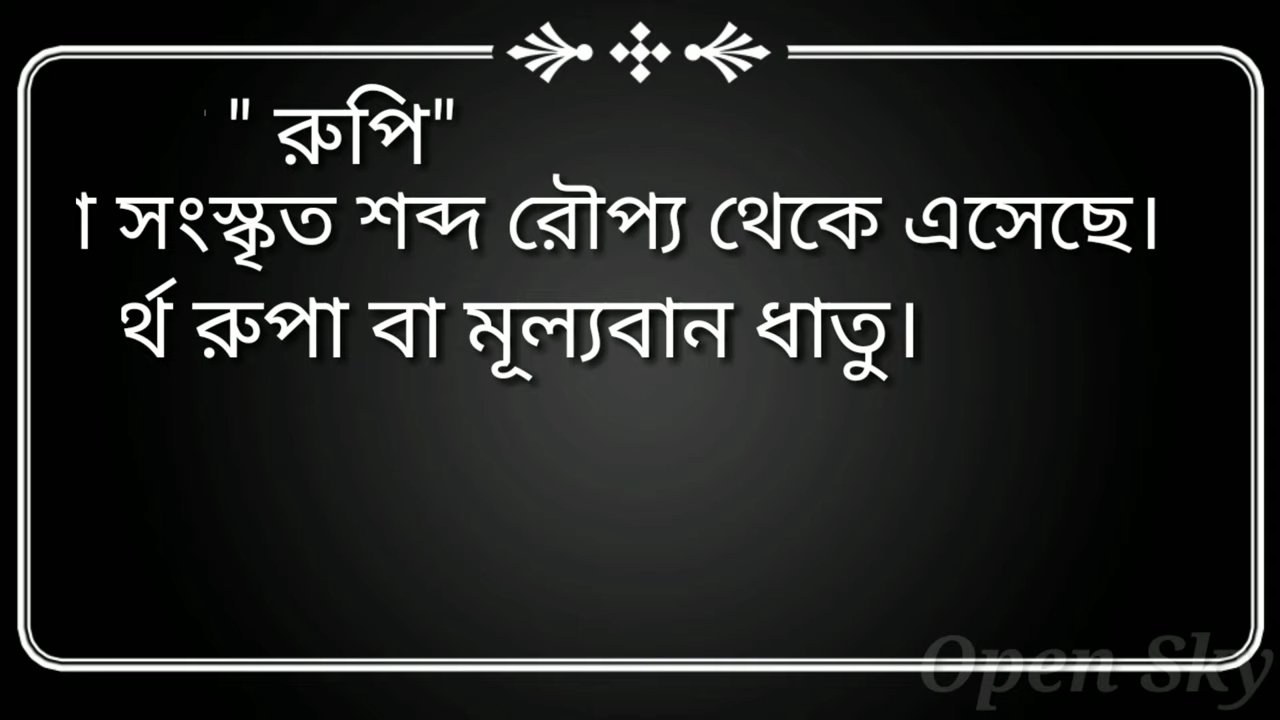 " রুপি"
সংস্কৃত শব্দ রৌপ্য থেকে এসেছে।
র্থ রুপা বা মূল্যবান ধাতু।
Open Sky